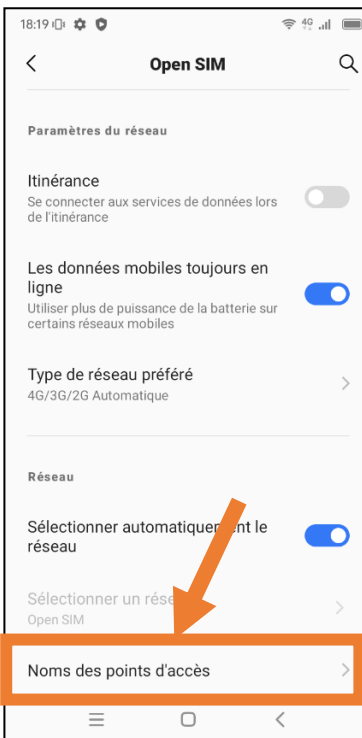 18:19
4G
Open SIM
Paramètres du réseau
Itinérance
Se connecter aux services de données lors
de l'itinérance
Les données mobiles toujours en
ligne
Utiliser plus de puissance de la batterie sur
certains réseaux mobiles
Type de réseau préféré
4G/3G/2G Automatique
Réseau
Sélectionner le
réseau
Sélectionner un
Open SIM
Noms des points d'accès